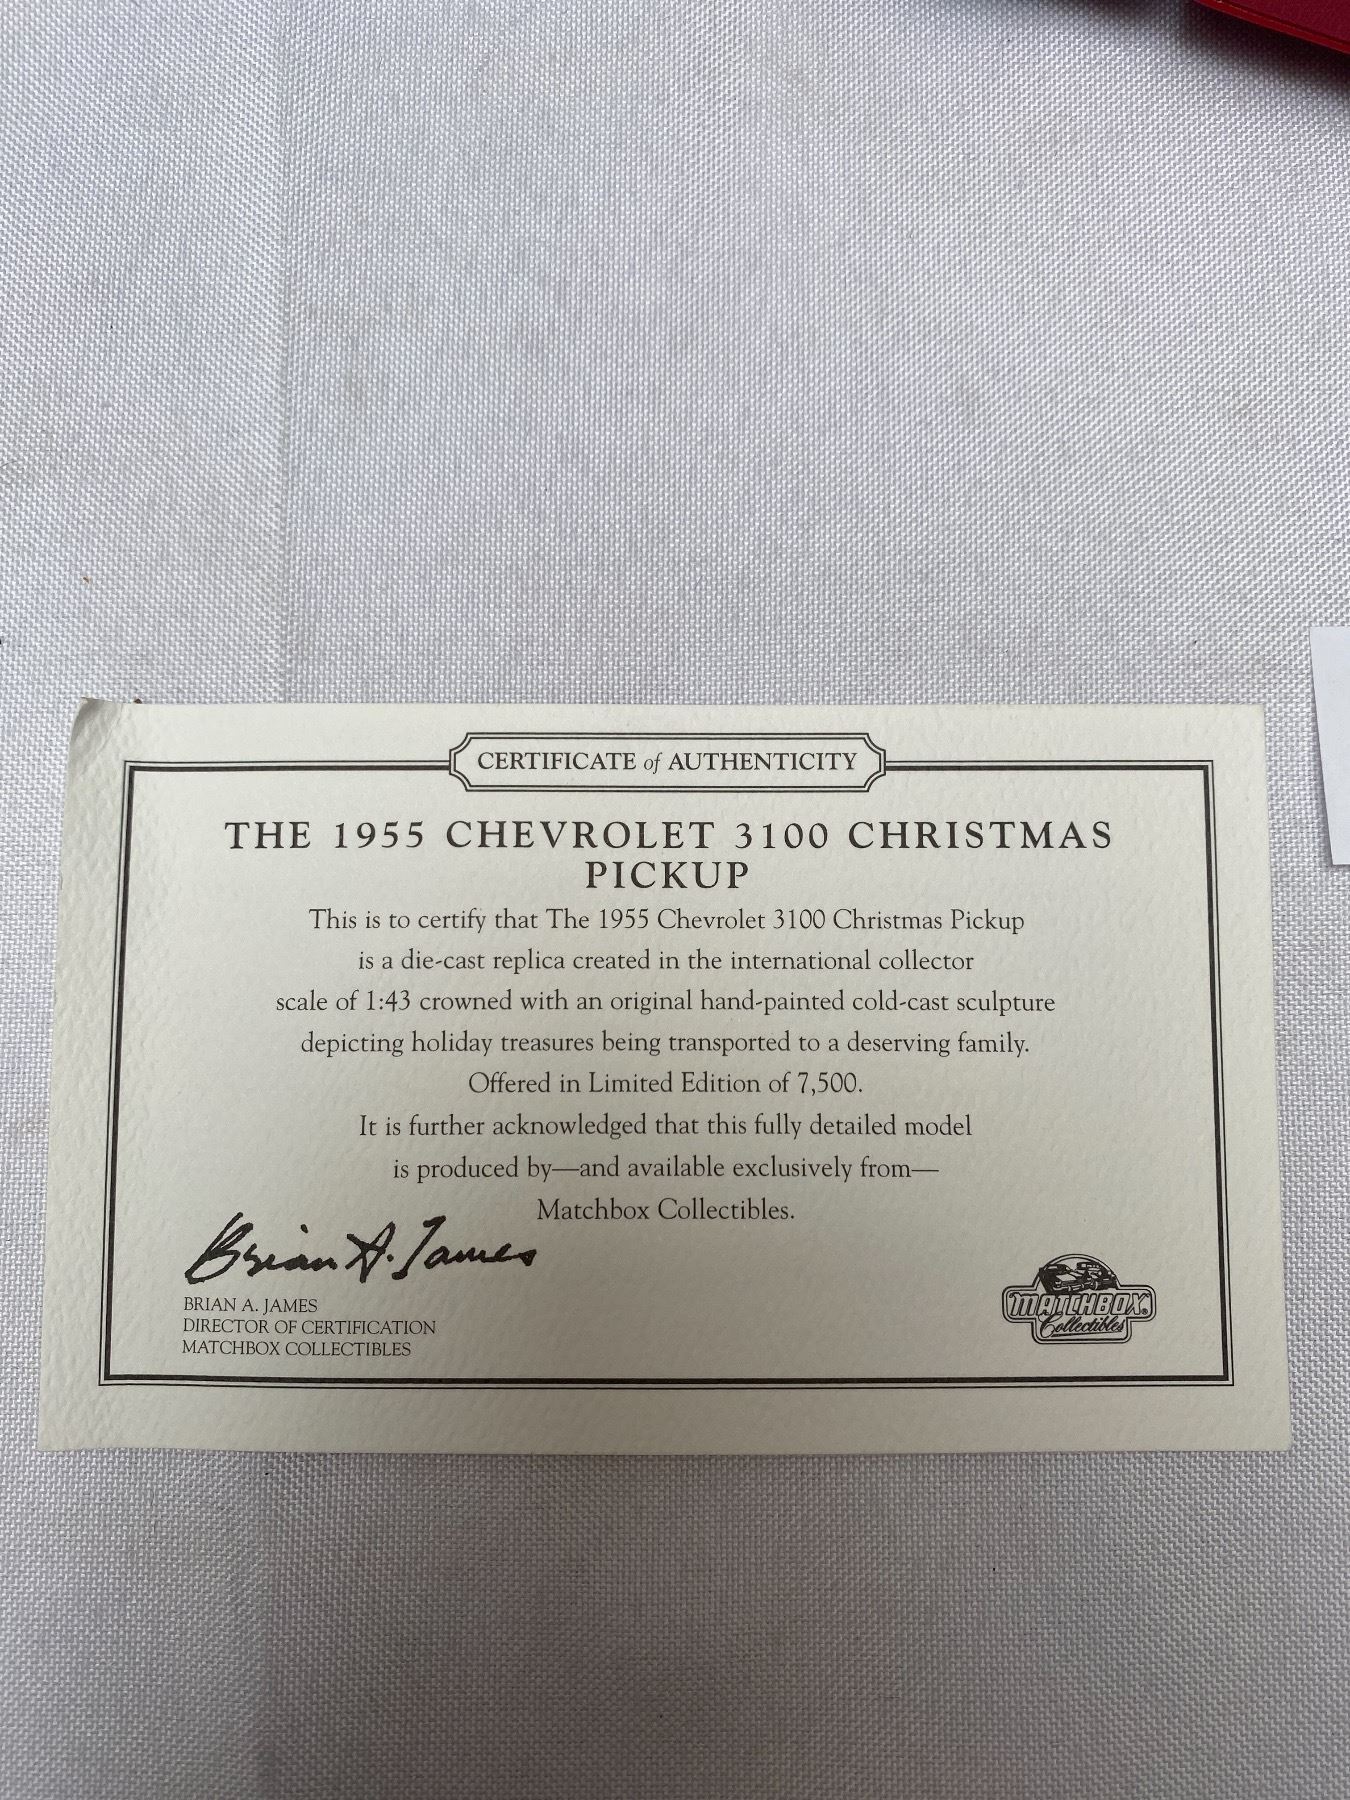 CERTIFICATE of AUTHENTICITY
THE 1955 CHEVROLET 3100 CHRISTMAS
PICKUP
This is to certify that The 1955 Chevrolet 3100 Christmas Pickup
is a die-cast replica created in the international collector
scale of 1:43 crowned with an original hand-painted cold-cast sculpture
depicting holiday treasures being transported to a deserving family.
Offered in Limited Edition of 7,500.
It is further acknowledged that this fully detailed model
is produced by—and available exclusively from—
Matchbox Collectibles.
Brian A. James
BRIAN A. JAMES
DIRECTOR OF CERTIFICATION
MATCHBOX COLLECTIBLES
MATCHBOX®
Collectibles